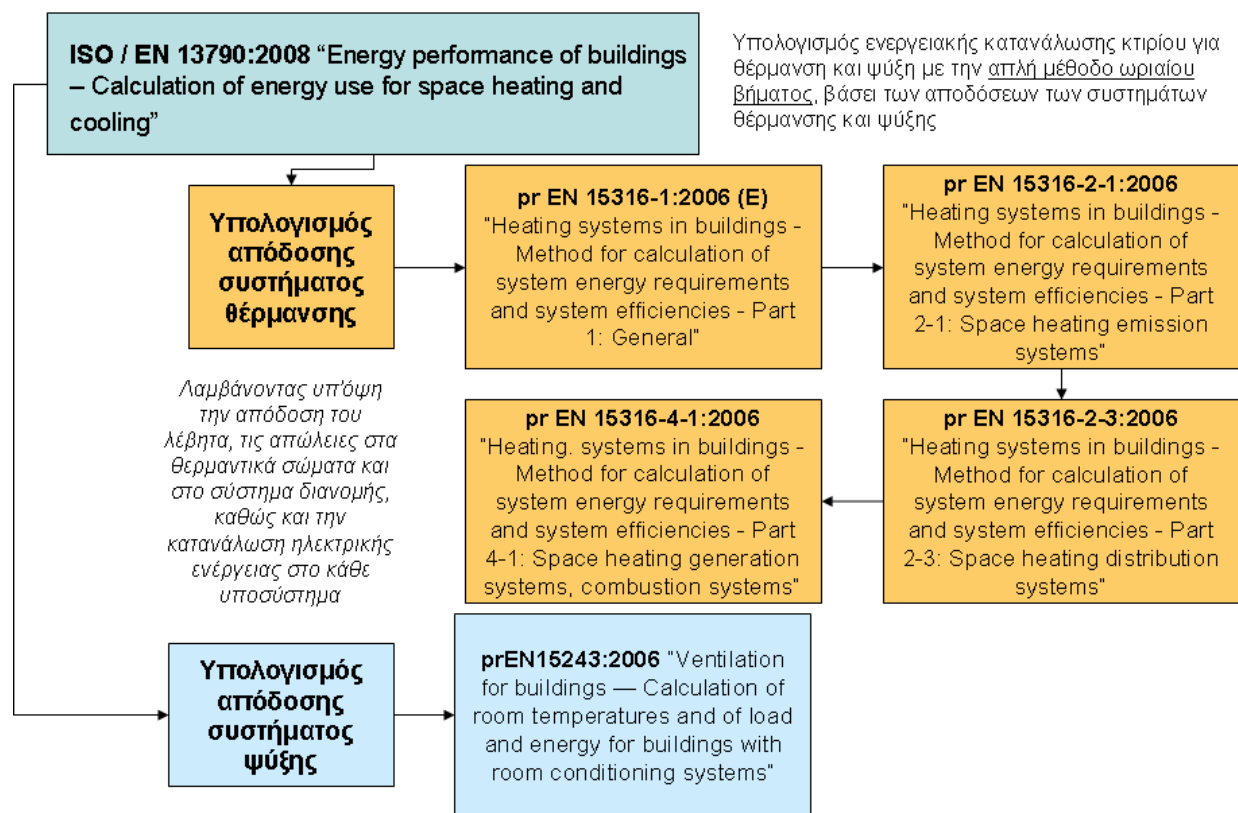 ISO / EN 13790:2008 “Energy performance of buildings
– Calculation of energy use for space heating and
cooling”
Υπολογισμός ενεργειακής κατανάλωσης κτιρίου για
θέρμανση και ψύξη με την απλή μέθοδο ωριαίου
βήματος, βάσει των αποδόσεων των συστημάτων
θέρμανσης και ψύξης
Υπολογισμός
απόδοσης
συστήματος
θέρμανσης
pr EN 15316-1:2006 (E)
"Heating systems in buildings -
Method for calculation of
system energy requirements
and system efficiencies - Part
1: General”
pr EN 15316-2-1:2006
"Heating systems in buildings -
Method for calculation of
system energy requirements
and system efficiencies - Part
2-1: Space heating emission
systems”
Λαμβάνοντας υπ'όψη
την απόδοση του
λέβητα, τις απώλειες στα
θερμαντικά σώματα και
στο σύστημα διανομής,
καθώς και την
κατανάλωση ηλεκτρικής
ενέργειας στο κάθε
υποσύστημα
pr EN 15316-4-1:2006
"Heating. systems in buildings -
Method for calculation of
system energy requirements
and system efficiencies - Part
4-1: Space heating generation
systems, combustion systems”
pr EN 15316-2-3:2006
"Heating systems in buildings -
Method for calculation of
system energy requirements
and system efficiencies - Part
2-3: Space heating distribution
systems”
Υπολογισμός
απόδοσης
συστήματος
ψύξης
prEN15243:2006 “Ventilation
for buildings — Calculation of
room temperatures and of load
and energy for buildings with
room conditioning systems”